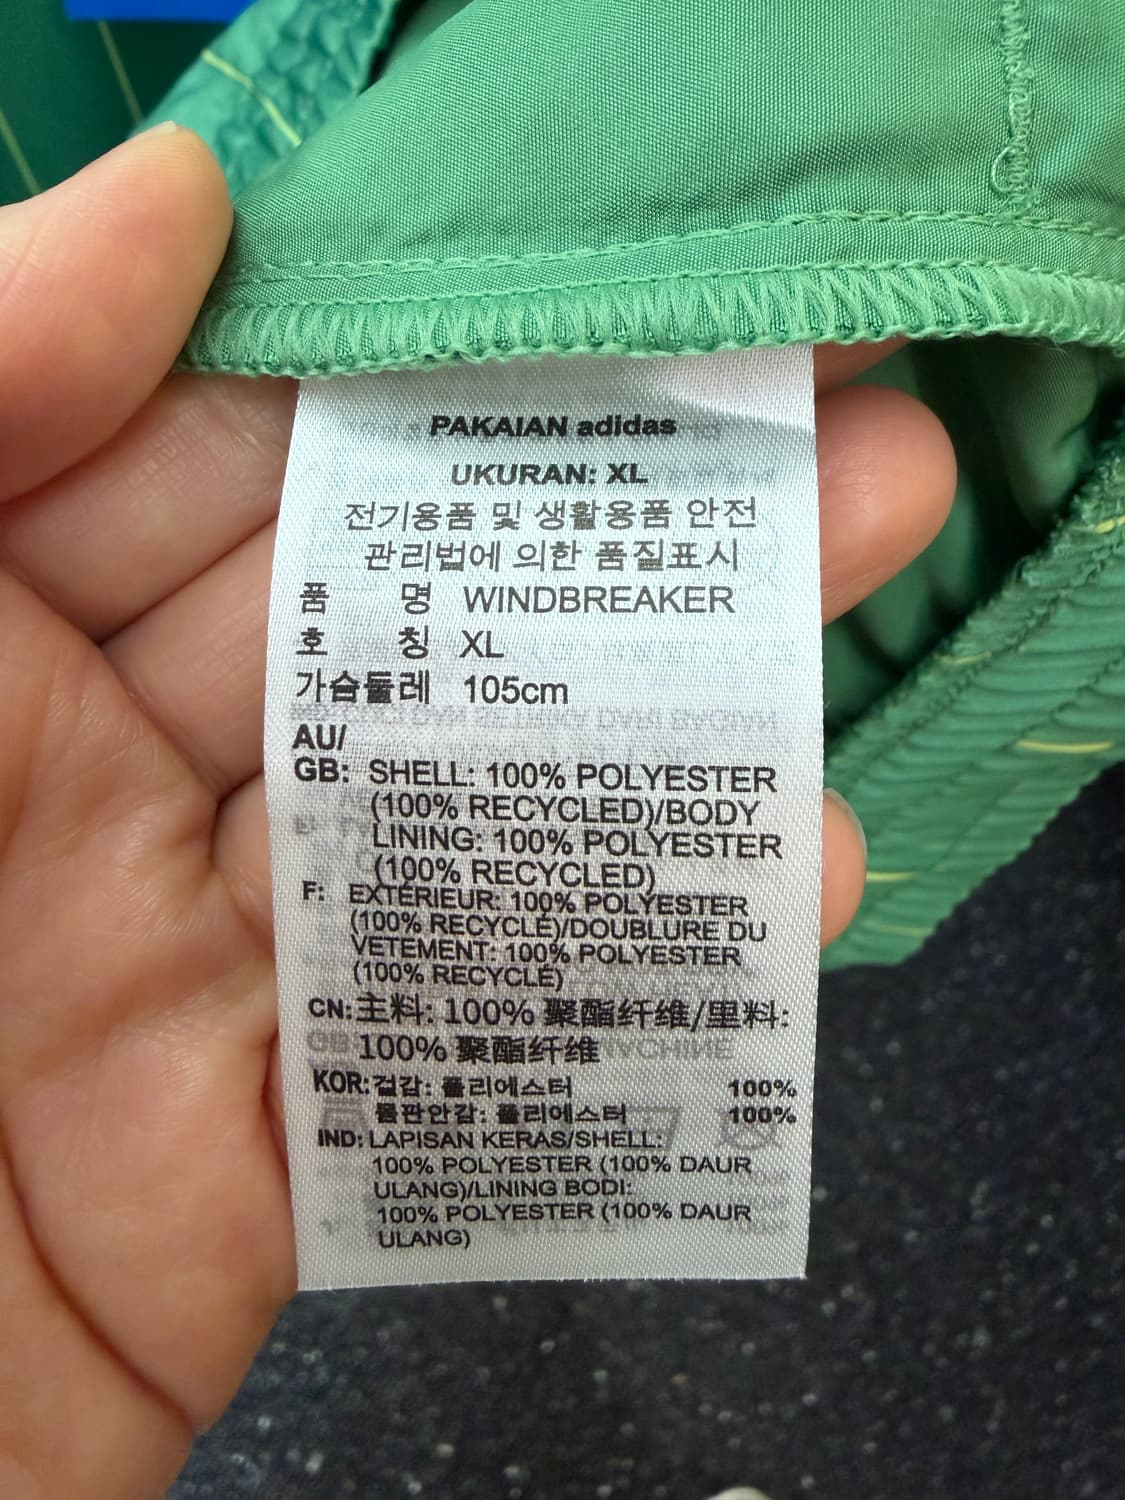 PAKAIAN adidas
UKURAN: XL
전기용품 및 생활용품 안전
관리법에 의한 품질표시
품 명 WINDBREAKER
호 칭 XL
가슴둘레 105cm
AU/
GB: SHELL: 100% POLYESTER
(100% RECYCLED)/BODY
LINING: 100% POLYESTER
(100% RECYCLED)
F: EXTÉRIEUR: 100% POLYESTER
(100% RECYCLÉ)/DOUBLURE DU
VETEMENT: 100% POLYESTER
(100% RECYCLÉ)
CN: 主料: 100% 聚酯纤维/里料:
100% 聚酯纤维
KOR: 겉감: 폴리에스터 100%
몸판안감: 폴리에스터 100%
IND: LAPISAN KERAS/SHELL:
100% POLYESTER (100% DAUR
ULANG)/LINING BODI:
100% POLYESTER (100% DAUR
ULANG)